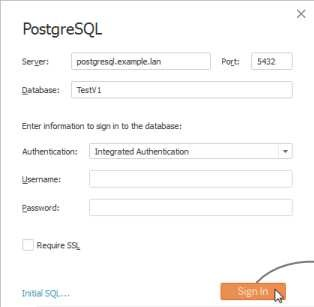 PostgreSQL
Server: postgresql.example.lan Port: 5432
Database: TestV1
Enter information to sign in to the database:
Authentication: Integrated Authentication
Username:
Password:
Require SSL
Initial SQL... Sign In